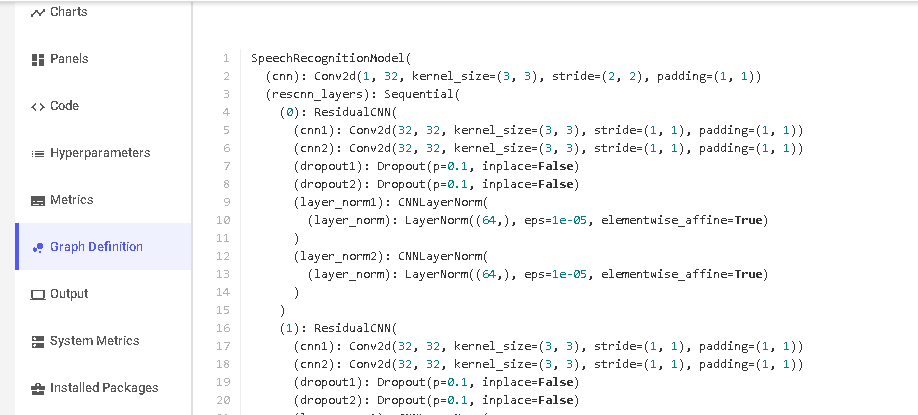 Charts
Panels
Code
Hyperparameters
Metrics
Graph Definition
Output
System Metrics
Installed Packages
1 SpeechRecognitionModel(
2 (cnn): Conv2d(1, 32, kernel_size=(3, 3), stride=(2, 2), padding=(1, 1))
3 (rescnn_layers): Sequential(
4 (0): ResidualCNN(
5 (cnn1): Conv2d(32, 32, kernel_size=(3, 3), stride=(1, 1), padding=(1, 1))
6 (cnn2): Conv2d(32, 32, kernel_size=(3, 3), stride=(1, 1), padding=(1, 1))
7 (dropout1): Dropout(p=0.1, inplace=False)
8 (dropout2): Dropout(p=0.1, inplace=False)
9 (layer_norm1): CNNLayerNorm(
10 (layer_norm): LayerNorm((64,), eps=1e-05, elementwise_affine=True)
11 )
12 (layer_norm2): CNNLayerNorm(
13 (layer_norm): LayerNorm((64,), eps=1e-05, elementwise_affine=True)
14 )
15 )
16 (1): ResidualCNN(
17 (cnn1): Conv2d(32, 32, kernel_size=(3, 3), stride=(1, 1), padding=(1, 1))
18 (cnn2): Conv2d(32, 32, kernel_size=(3, 3), stride=(1, 1), padding=(1, 1))
19 (dropout1): Dropout(p=0.1, inplace=False)
20 (dropout2): Dropout(p=0.1, inplace=False)